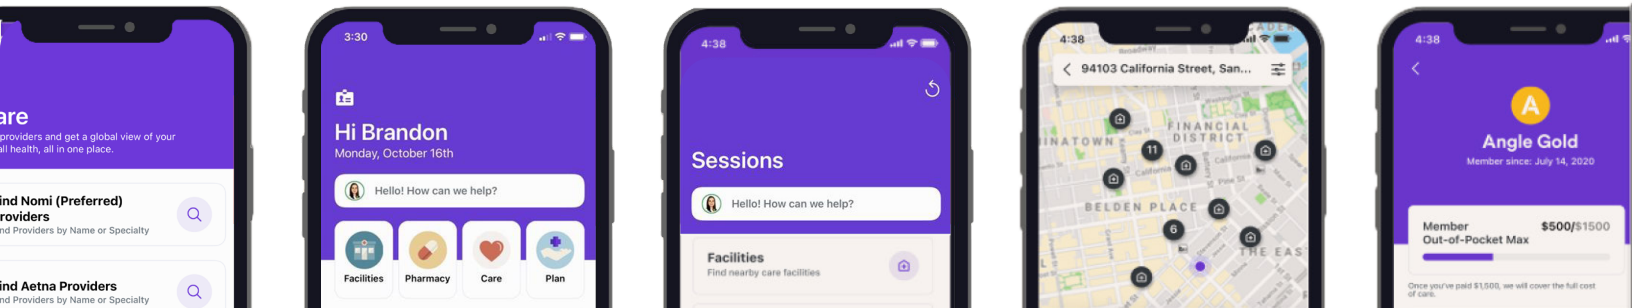 are
providers and get a global view of your
all health, all in one place.
ind Nomi (Preferred)
roviders
nd Providers by Name or Specialty
ind Aetna Providers
nd Providers by Name or Specialty
3:30
Hi Brandon
Monday, October 16th
Hello! How can we help?
Facilities
Pharmacy
Care
Plan
4:38
Sessions
Hello! How can we help?
Facilities
Find nearby care facilities
4:38
94103 California Street, San...
Broadway
FINANCIAL
DISTRICT
INATOWN
11
California
Pine St
BELDEN PLACE
6
THE EAS
4:38
A
Angle Gold
Member since: July 14, 2020
Member
Out-of-Pocket Max
$500/$1500
Once you've paid $1,500, we will cover the full cost
of care.